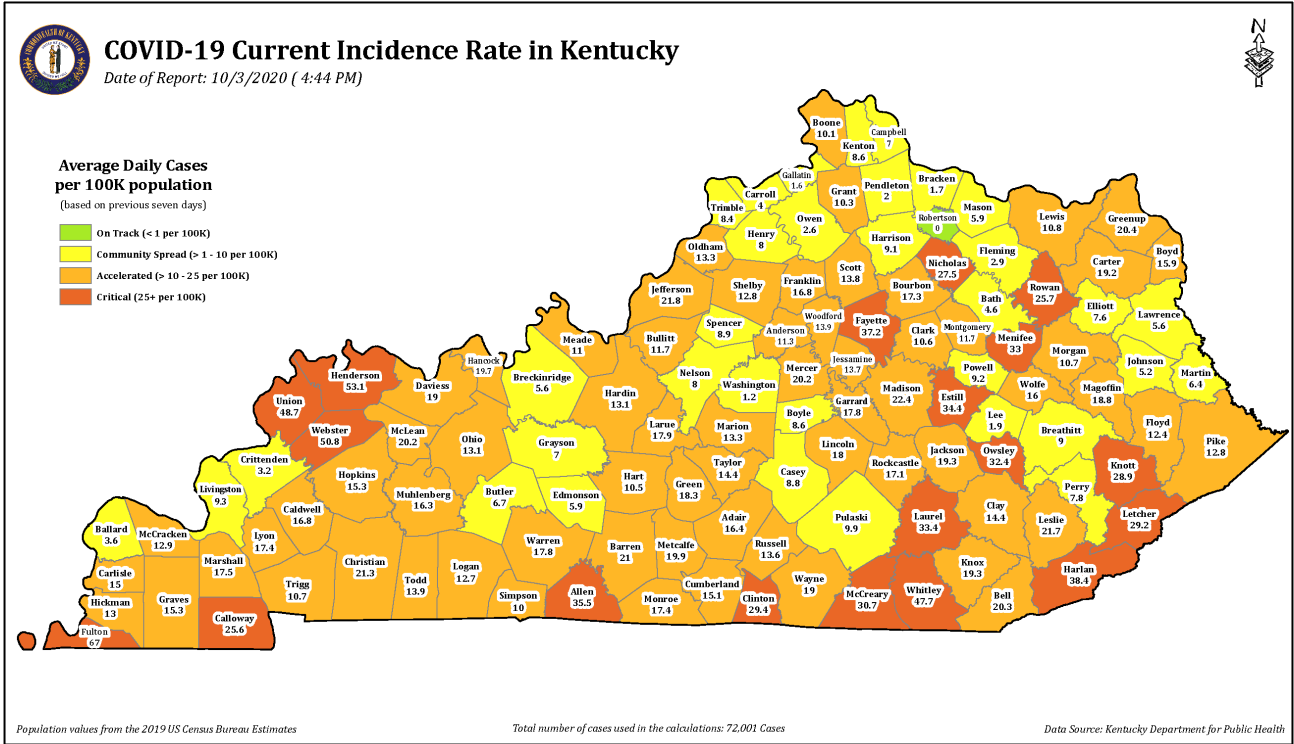 COVID-19 Current Incidence Rate in Kentucky
Date of Report: 10/3/2020 ( 4:44 PM)
N
Average Daily Cases
per 100K population
(based on previous seven days)
On Track (< 1 per 100K)
Community Spread (> 1 - 10 per 100K)
Accelerated (> 10 - 25 per 100K)
Critical (25+ per 100K)
Boone
10.1
Kenton
8.6
Campbell
7
Gallatin
1.6
Carroll
4
Trimble
8.4
Grant
10.3
Pendleton
2
Bracken
1.7
Mason
5.9
Robertson
0
Owen
2.6
Henry
8
Harrison
9.1
Lewis
10.8
Greenup
20.4
Oldham
13.3
Fleming
2.9
Nicholas
27.5
Carter
19.2
Boyd
15.9
Jefferson
21.8
Shelby
12.8
Franklin
16.8
Scott
13.8
Bourbon
17.3
Bath
4.6
Rowan
25.7
Elliott
7.6
Lawrence
5.6
Spencer
8.9
Anderson
11.3
Woodford
13.9
Fayette
37.2
Clark
10.6
Montgomery
11.7
Menifee
33
Morgan
10.7
Johnson
5.2
Martin
6.4
Meade
11
Bullitt
11.7
Hancock
19.7
Henderson
53.1
Daviess
19
Breckinridge
5.6
Hardin
13.1
Nelson
8
Washington
1.2
Mercer
20.2
Jessamine
13.7
Madison
22.4
Powell
9.2
Estill
34.4
Wolfe
16
Magoffin
18.8
Union
48.7
Webster
50.8
McLean
20.2
Ohio
13.1
Grayson
7
Larue
17.9
Marion
13.3
Boyle
8.6
Garrard
17.8
Lee
1.9
Breathitt
9
Floyd
12.4
Pike
12.8
Crittenden
3.2
Livingston
9.3
Hopkins
15.3
Muhlenberg
16.3
Butler
6.7
Edmonson
5.9
Hart
10.5
Green
18.3
Taylor
14.4
Casey
8.8
Lincoln
18
Rockcastle
17.1
Jackson
19.3
Owsley
32.4
Perry
7.8
Knott
28.9
Ballard
3.6
McCracken
12.9
Caldwell
16.8
Lyon
17.4
Warren
17.8
Barren
21
Metcalfe
19.9
Adair
16.4
Russell
13.6
Pulaski
9.9
Laurel
33.4
Clay
14.4
Leslie
21.7
Letcher
29.2
Carlisle
15
Marshall
17.5
Trigg
10.7
Christian
21.3
Todd
13.9
Logan
12.7
Simpson
10
Allen
35.5
Monroe
17.4
Cumberland
15.1
Clinton
29.4
Wayne
19
McCreary
30.7
Whitley
47.7
Knox
19.3
Bell
20.3
Harlan
38.4
Hickman
13
Graves
15.3
Calloway
25.6
Fulton
67
Population values from the 2019 US Census Bureau Estimates
Total number of cases used in the calculations: 72,001 Cases
Data Source: Kentucky Department for Public Health